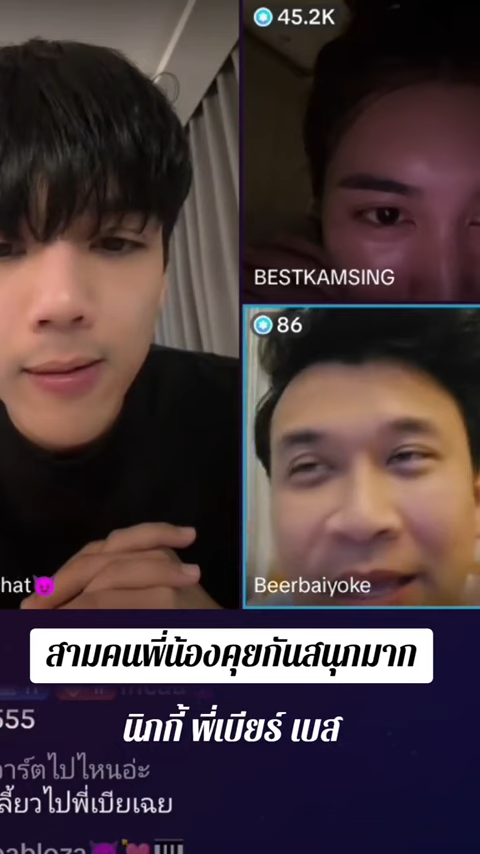 45.2K
BESTKAMSING
86
hat😈
Beerbaiyoke
สามคนพี่น้องคุยกันสนุกมาก
555
นิกกี้ พี่เบียร์ เบส
าร์ตไปไหนอ่ะ
ลี้ยวไปพี่เบียเฉย